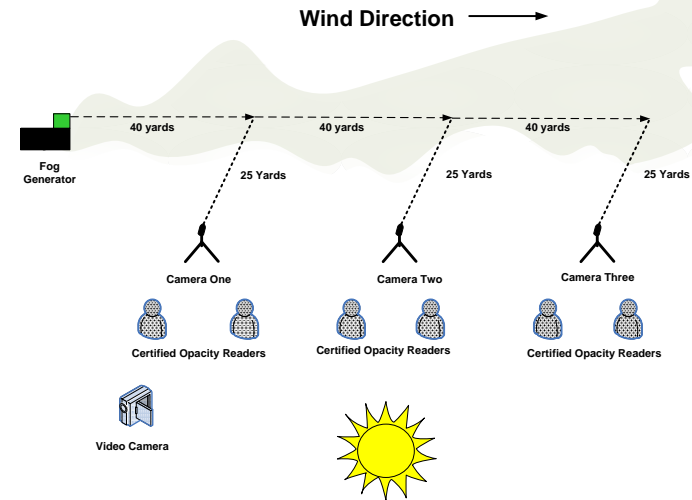 Wind Direction
40 yards
40 yards
40 yards
Fog
Generator
25 Yards
25 Yards
25 Yards
Camera One
Camera Two
Camera Three
Certified Opacity Readers
Certified Opacity Readers
Certified Opacity Readers
Video Camera